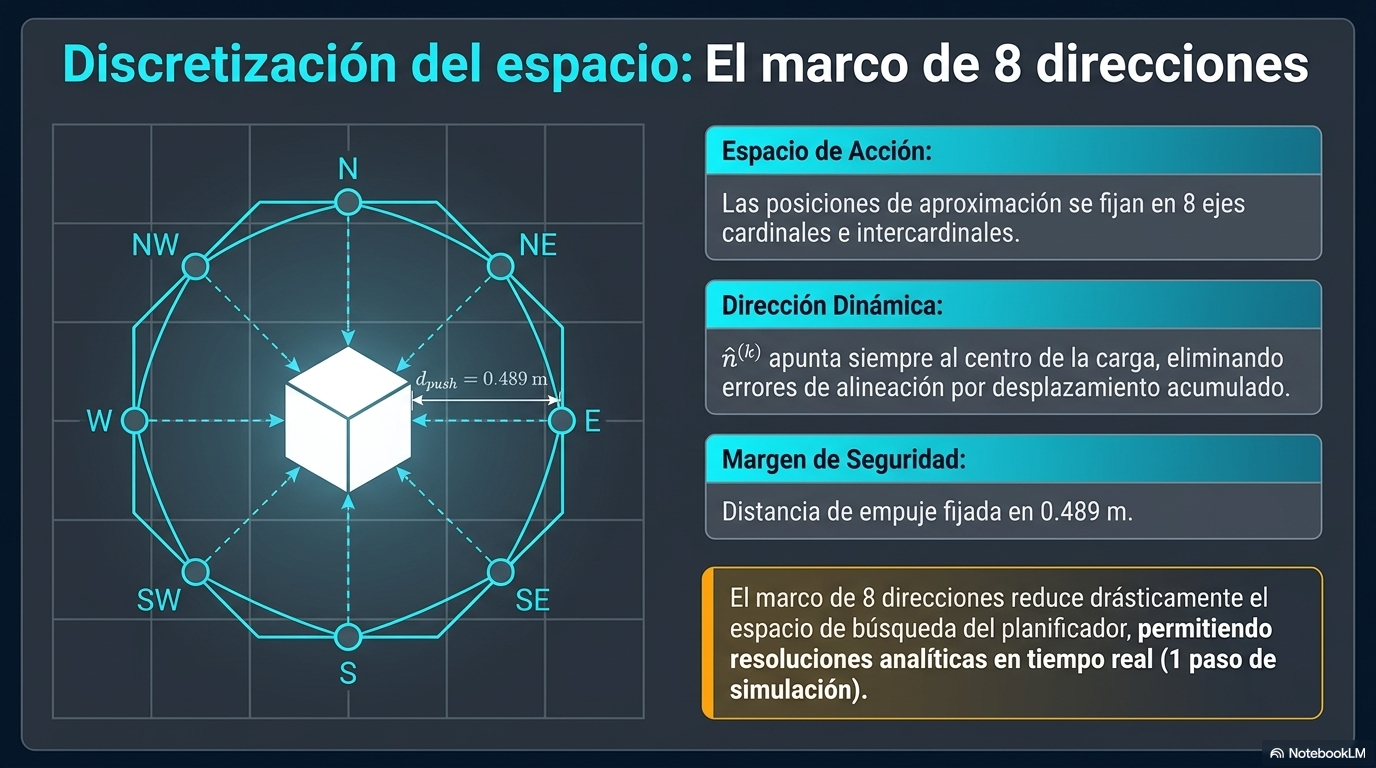 Discretización del espacio: El marco de 8 direcciones
N
NW
NE
W
d_push = 0.489 m
E
SW
SE
S
Espacio de Acción:
Las posiciones de aproximación se fijan en 8 ejes
cardinales e intercardinales.
Dirección Dinámica:
n̂^(k) apunta siempre al centro de la carga, eliminando
errores de alineación por desplazamiento acumulado.
Margen de Seguridad:
Distancia de empuje fijada en 0.489 m.
El marco de 8 direcciones reduce drásticamente el
espacio de búsqueda del planificador, permitiendo
resoluciones analíticas en tiempo real (1 paso de
simulación).
NotebookLM